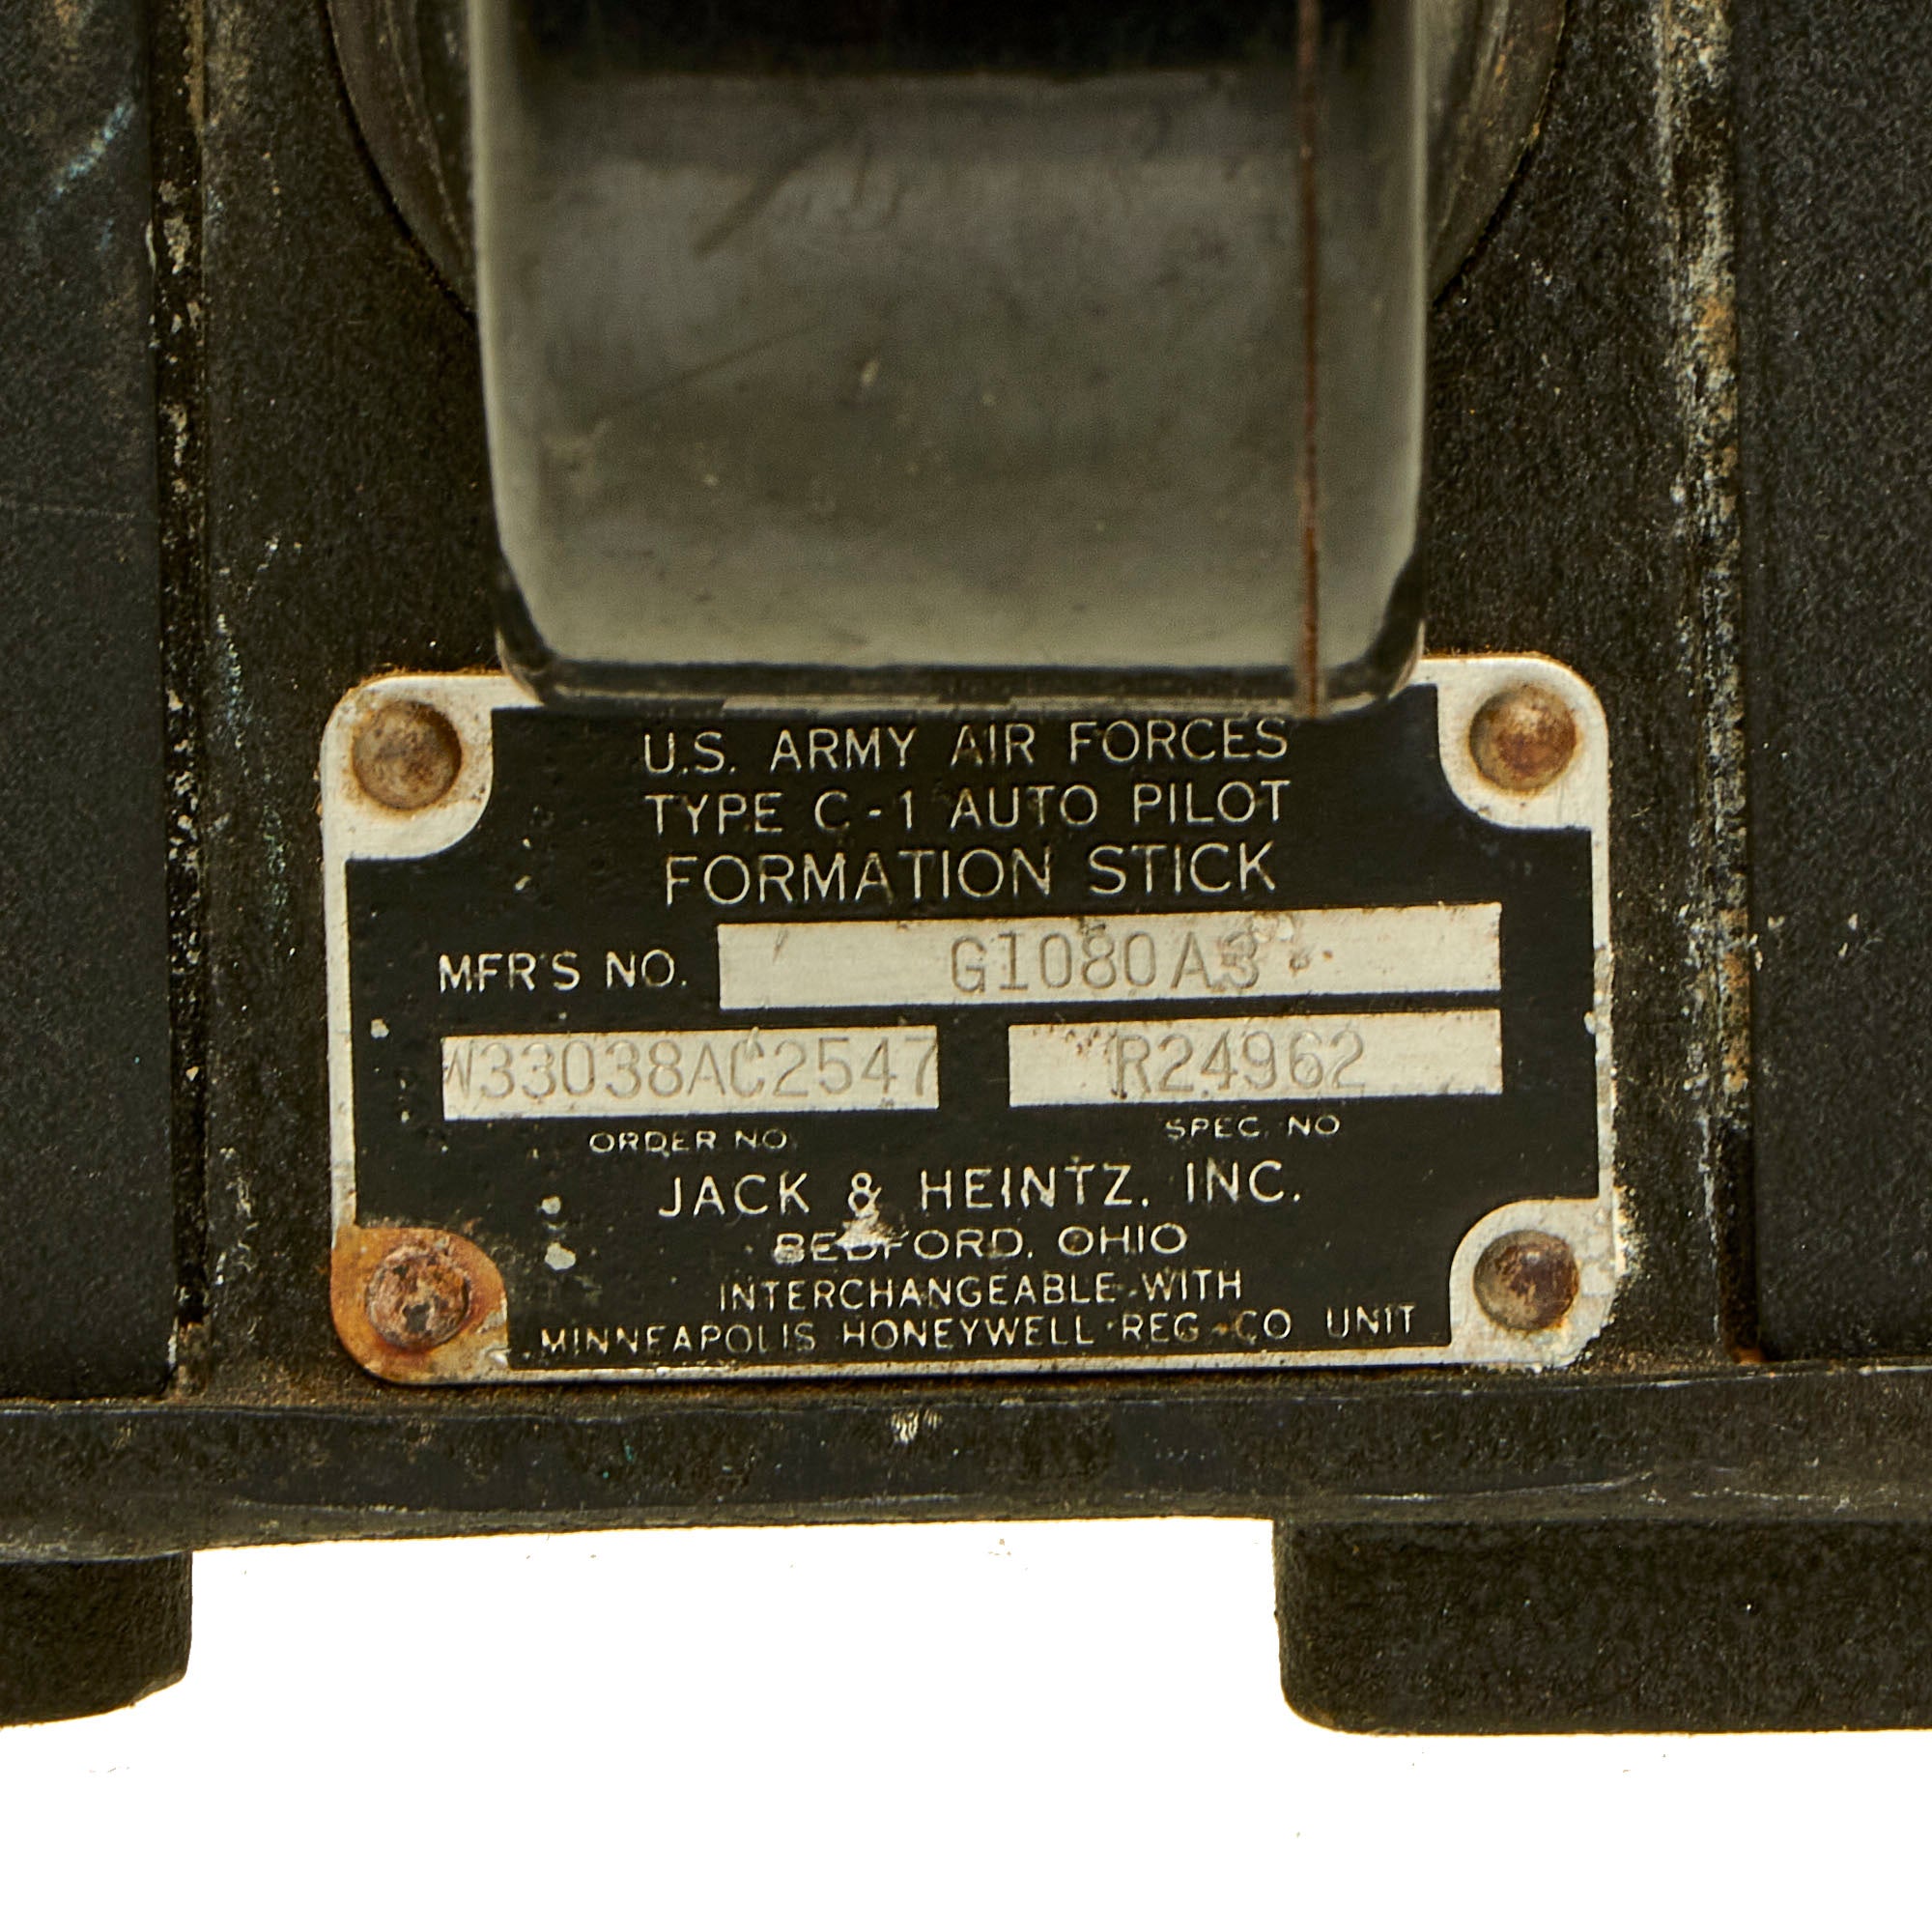 U.S. ARMY AIR FORCES
TYPE C-1 AUTO PILOT
FORMATION STICK
MFR'S NO. G1080A3
W33038AC2547 R24962
ORDER NO. SPEC. NO
JACK & HEINTZ, INC.
BEDFORD, OHIO
INTERCHANGEABLE WITH
MINNEAPOLIS HONEYWELL REG CO UNIT